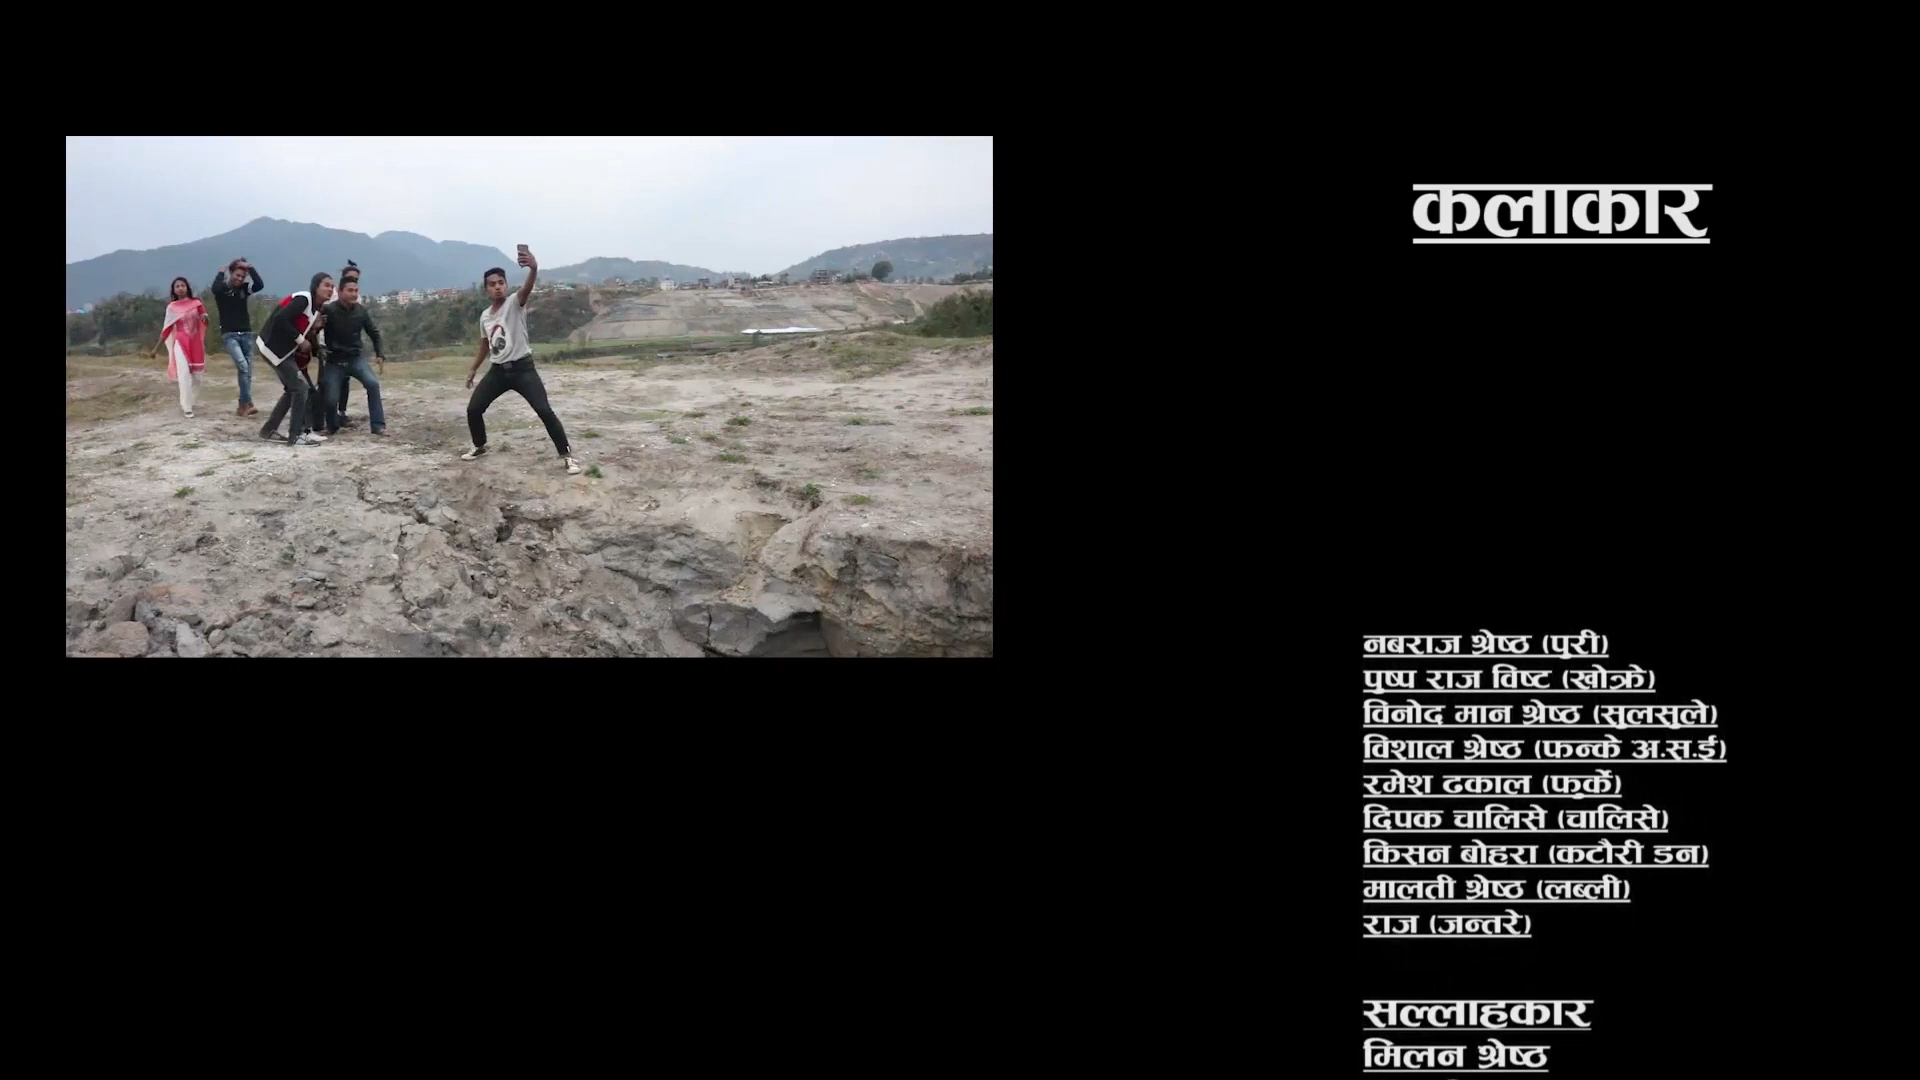 कलाकार
नबराज श्रेष्ठ (पुरी)
पुष्प राज विष्ट (खोक्रे)
विनोद मान श्रेष्ठ (सुलसुले)
विशाल श्रेष्ठ (फन्के अ.स.ई)
रमेश ढकाल (फुर्के)
दिपक चालिसे (चालिसे)
किसन बोहरा (कटौरी डन)
मालती श्रेष्ठ (लब्ली)
राज (जन्तरे)
सल्लाहकार
मिलन श्रेष्ठ